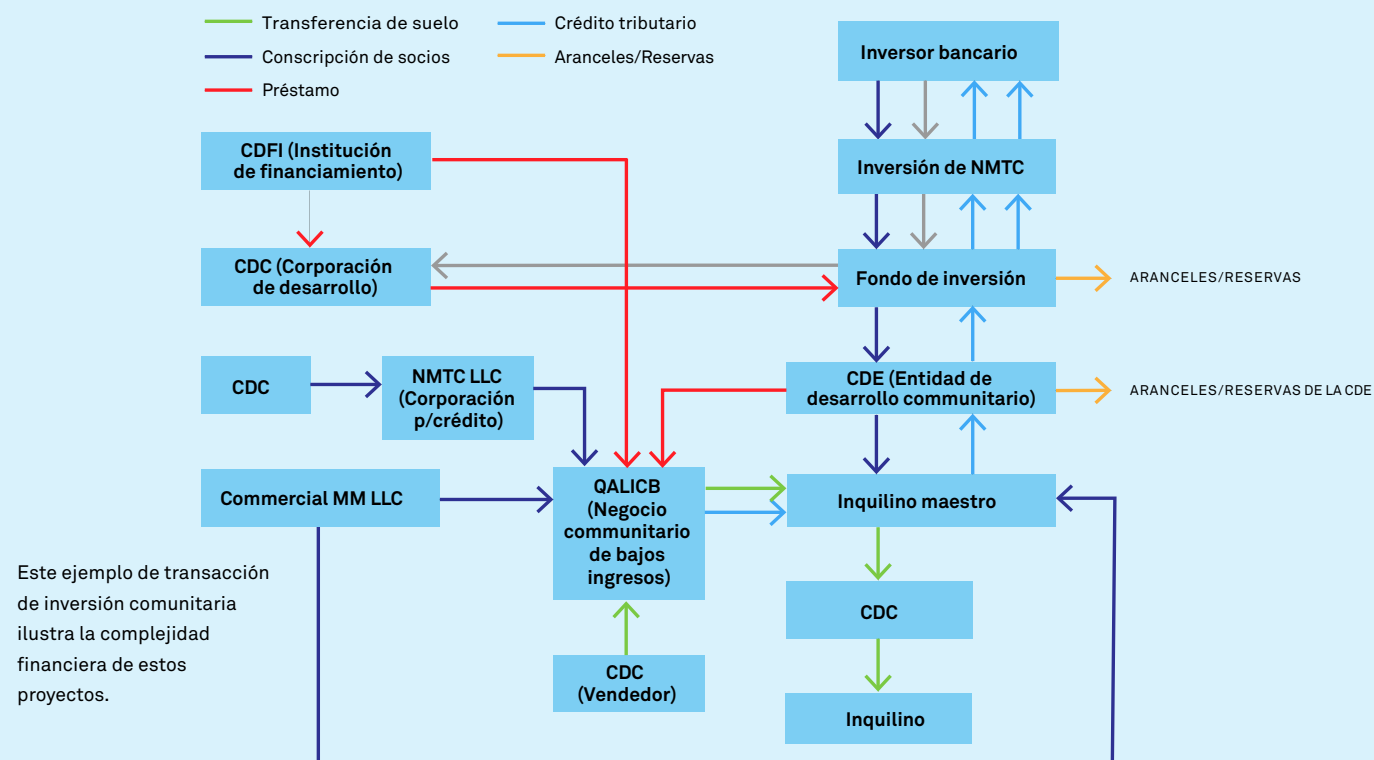 Transferencia de suelo
Crédito tributario
Conscripción de socios
Aranceles/Reservas
Préstamo
Inversor bancario
CDFI (Institución
de financiamiento)
Inversión de NMTC
CDC (Corporación
de desarrollo)
Fondo de inversión
ARANCELES/RESERVAS
CDC
NMTC LLC
(Corporación
p/crédito)
CDE (Entidad de
desarrollo communitario)
ARANCELES/RESERVAS DE LA CDE
Commercial MM LLC
QALICB
(Negocio
communitario
de bajos
ingresos)
Inquilino maestro
Este ejemplo de transacción
de inversión comunitaria
ilustra la complejidad
financiera de estos
proyectos.
CDC
CDC
(Vendedor)
Inquilino